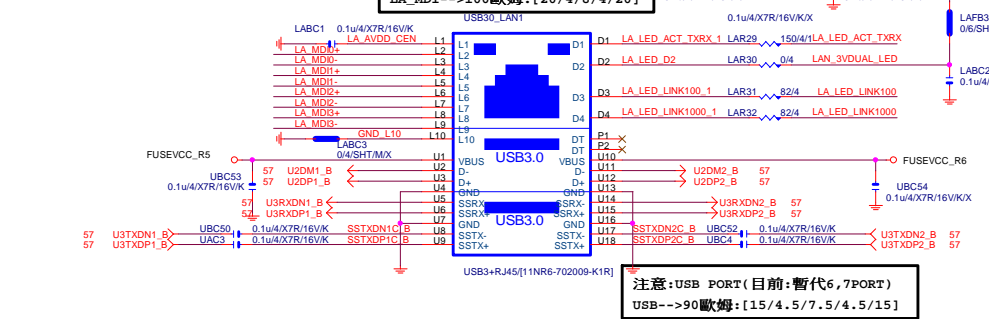 LA_MDI-->100歐姆:[20/4/8/4/20]
USB30_LAN1
LABC1 0.1u/4/X7R/16V/K
LA_AVDD_CEN L1 L1
LA_MDI0+ L2 L2
LA_MDI0- L3 L3
LA_MDI1+ L4 L4
LA_MDI1- L5 L5
LA_MDI2+ L6 L6
LA_MDI2- L7 L7
LA_MDI3+ L8 L8
LA_MDI3- L9 L9
GND_L10 L10 L10
LABC3
0/4/SHT/M/X
0.1u/4/X7R/16V/K/X
D1 D1 LA_LED_ACT_TXRX_1 LAR29 150/4/1 LA_LED_ACT_TXRX
D2 D2 LA_LED_D2 LAR30 0/4 LAN_3VDUAL_LED
D3 D3 LA_LED_LINK100_1 LAR31 82/4 LA_LED_LINK100
D4 D4 LA_LED_LINK1000_1 LAR32 82/4 LA_LED_LINK1000
LAFB3
0/6/SH
LABC2
0.1u/4
DT P1
DT P2
USB3.0
FUSEVCC_R5 U1 VBUS VBUS U10 FUSEVCC_R6
57 U2DM1_B U2 D- D- U11 U2DM2_B 57
57 U2DP1_B U3 D+ D+ U12 U2DP2_B 57
UBC53
0.1u/4/X7R/16V/K
UBC54
0.1u/4/X7R/16V/K/X
U4 GND GND U13
57 U3RXDN1_B U5 SSRX- SSRX- U14 U3RXDN2_B 57
57 U3RXDP1_B U6 SSRX+ SSRX+ U15 U3RXDP2_B 57
USB3.0
U7 GND GND U16
57 U3TXDN1_B UBC50 0.1u/4/X7R/16V/K SSTXDN1C_B U8 SSTX- SSTX- U17 SSTXDN2C_B UBC52 0.1u/4/X7R/16V/K U3TXDN2_B 57
57 U3TXDP1_B UAC3 0.1u/4/X7R/16V/K SSTXDP1C_B U9 SSTX+ SSTX+ U18 SSTXDP2C_B UBC4 0.1u/4/X7R/16V/K U3TXDP2_B 57
USB3+RJ45/[11NR6-702009-K1R]
注意:USB PORT(目前:暫代6,7PORT)
USB-->90歐姆:[15/4.5/7.5/4.5/15]